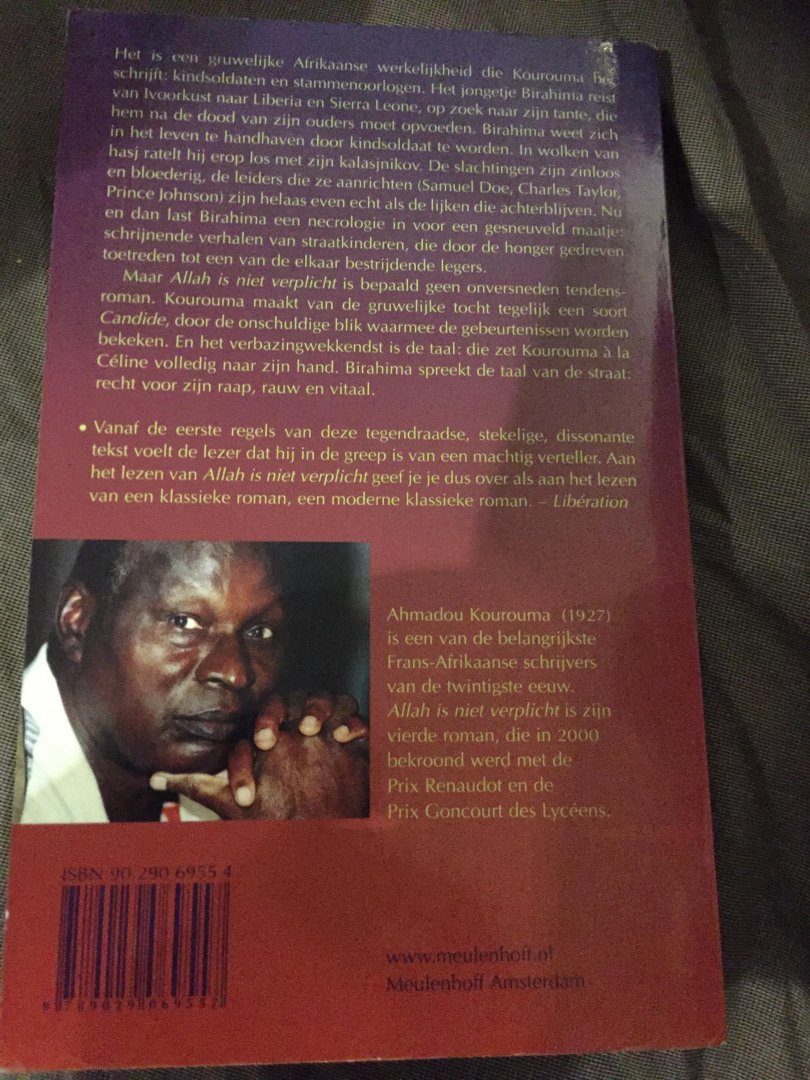 Het is een gruwelijke Afrikaanse werkelijkheid die Kourouma be-
schrijft: kindsoldaten en stammenoorlogen. Het jongetje Birahima reist
van Ivoorkust naar Liberia en Sierra Leone, op zoek naar zijn tante, die
hem na de dood van zijn ouders moet opvoeden. Birahima weet zich
in het leven te handhaven door kindsoldaat te worden. In wolken van
hasj ratelt hij erop los met zijn kalasjnikov. De slachtingen zijn zinloos
en bloederig, de leiders die ze aanrichten (Samuel Doe, Charles Taylor,
Prince Johnson) zijn helaas even echt als de lijken die achterblijven. Nu
en dan last Birahima een necrologie in voor een gesneuveld maatje:
schrijnende verhalen van straatkinderen, die door de honger gedreven
toetreden tot een van de elkaar bestrijdende legers.
Maar Allah is niet verplicht is bepaald geen onversneden tendens-
roman. Kourouma maakt van de gruwelijke tocht tegelijk een soort
Candide, door de onschuldige blik waarmee de gebeurtenissen worden
bekeken. En het verbazingwekkendst is de taal: die zet Kourouma à la
Céline volledig naar zijn hand. Birahima spreekt de taal van de straat:
recht voor zijn raap, rauw en vitaal.
• Vanaf de eerste regels van deze tegendraadse, stekelige, dissonante
tekst voelt de lezer dat hij in de greep is van een machtig verteller. Aan
het lezen van Allah is niet verplicht geef je je dus over als aan het lezen
van een klassieke roman, een moderne klassieke roman. – Libération
Ahmadou Kourouma (1927)
is een van de belangrijkste
Frans-Afrikaanse schrijvers
van de twintigste eeuw.
Allah is niet verplicht is zijn
vierde roman, die in 2000
bekroond werd met de
Prix Renaudot en de
Prix Goncourt des Lycéens.
ISBN 90 290 6955 4
9 789029 069557
www.meulenhoff.nl
Meulenhoff Amsterdam